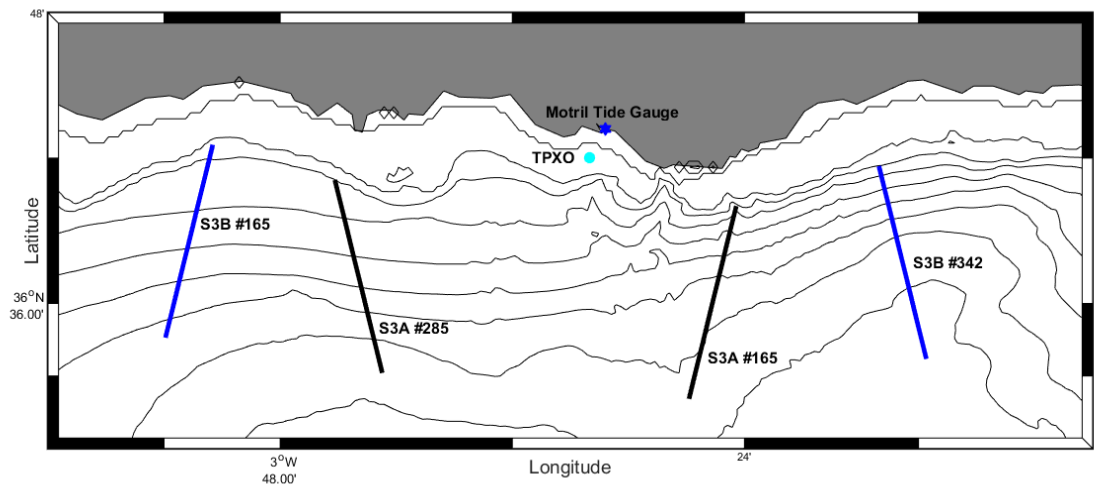 48'
Motril Tide Gauge
TPXO
S3B #165
Latitude
S3B #342
36°N
36.00'
S3A #285
S3A #165
3°W
48.00'
24'
Longitude